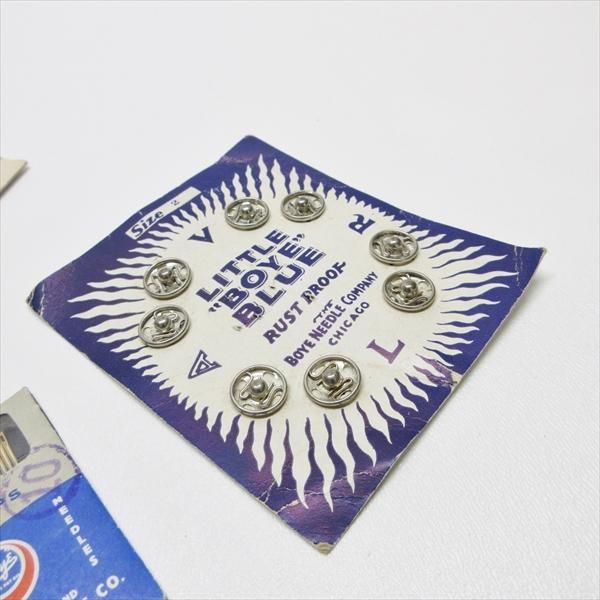 Size 2
V
R
LITTLE
"BOYE"
BLUE
RUST PROOF
THE
BOYE NEEDLE COMPANY
CHICAGO
A
L
NEEDLES
CO.